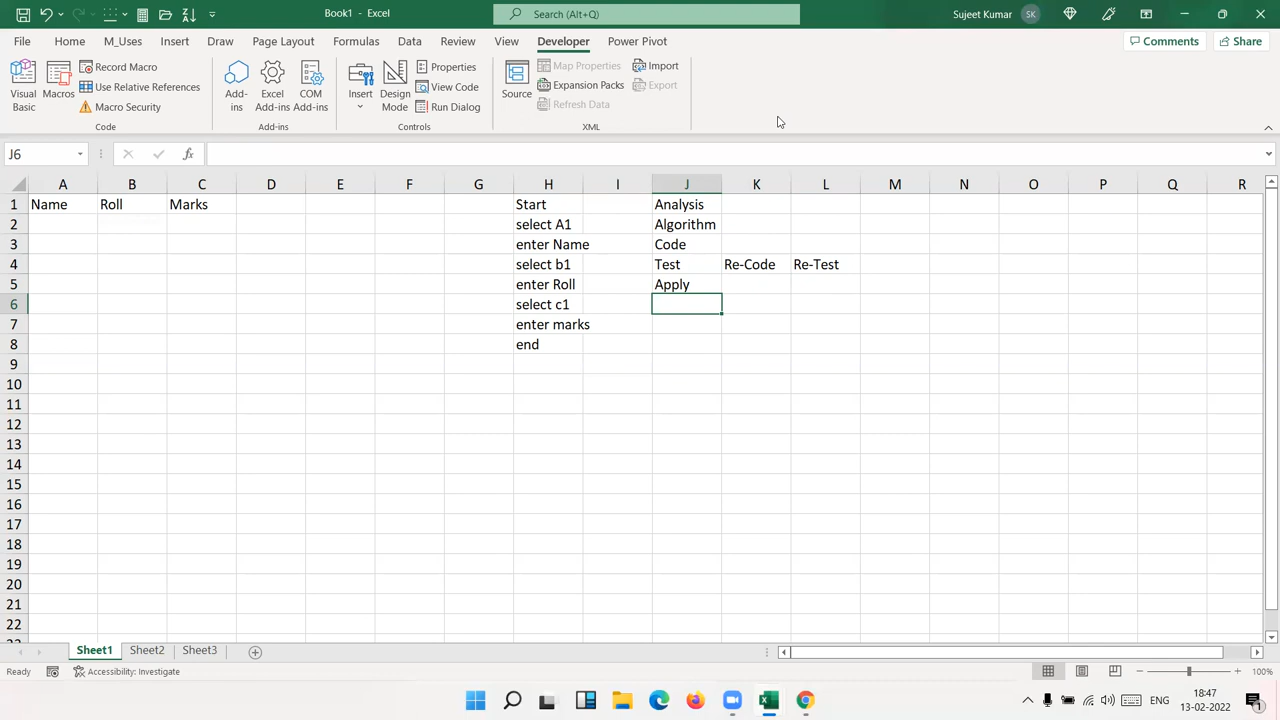 Book1 - Excel
Search (Alt+Q)
Sujeet Kumar SK
File Home M_Uses Insert Draw Page Layout Formulas Data Review View Developer Power Pivot Comments Share
Visual Basic
Macros
Record Macro
Use Relative References
Macro Security
Code
Add-ins
Excel Add-ins
COM Add-ins
Add-ins
Insert
Design Mode
Properties
View Code
Run Dialog
Controls
Source
Map Properties
Expansion Packs
Refresh Data
Import
Export
XML
J6 fx
A B C D E F G H I J K L M N O P Q R
1 Name Roll Marks Start Analysis
2 select A1 Algorithm
3 enter Name Code
4 select b1 Test Re-Code Re-Test
5 enter Roll Apply
6 select c1
7 enter marks
8 end
9
10
11
12
13
14
15
16
17
18
19
20
21
22
Sheet1 Sheet2 Sheet3
Ready Accessibility: Investigate 100%
ENG 18:47
13-02-2022 1